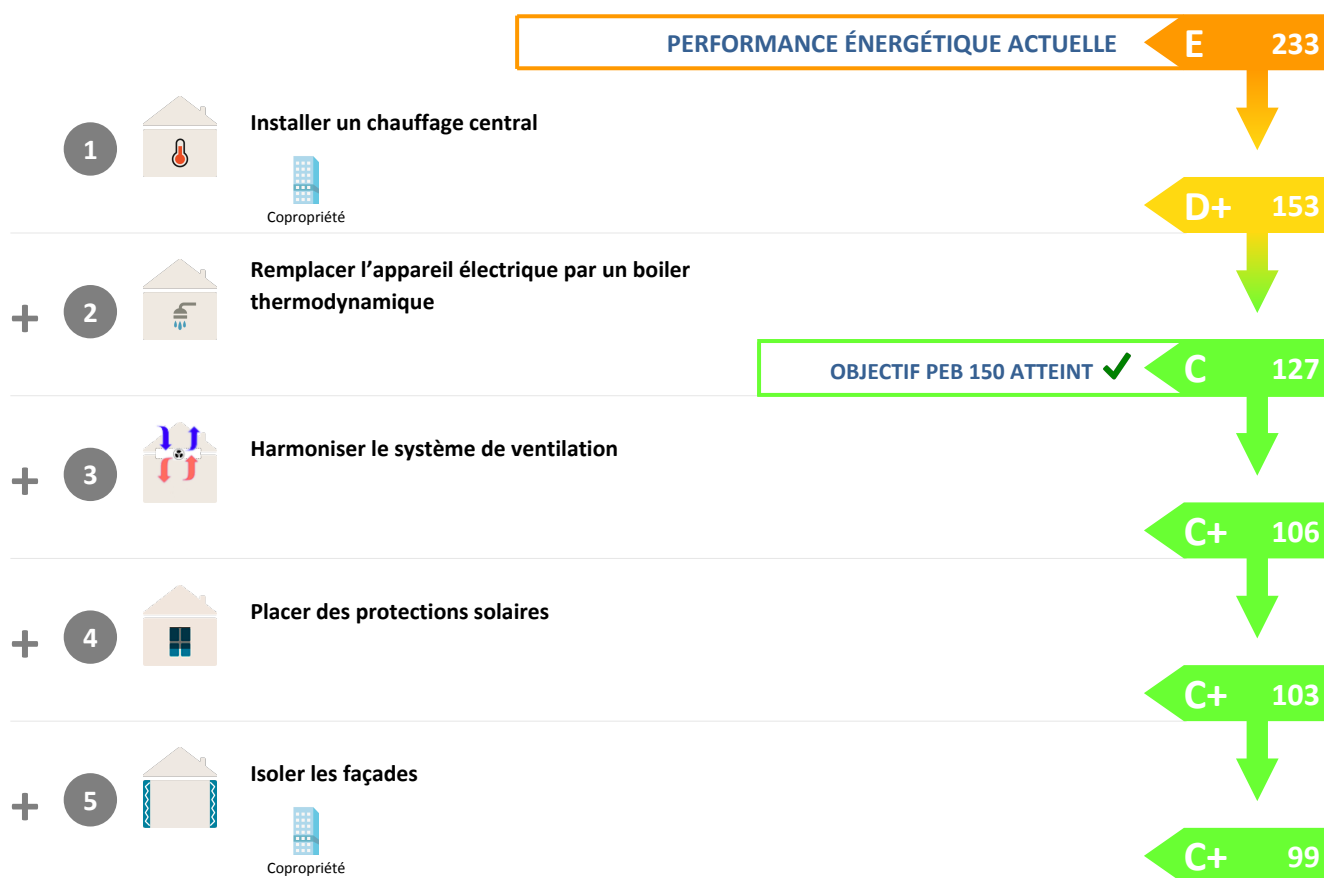 PERFORMANCE ÉNERGÉTIQUE ACTUELLE E 233
1 Installer un chauffage central
Copropriété
D+ 153
+ 2 Remplacer l’appareil électrique par un boiler
thermodynamique
OBJECTIF PEB 150 ATTEINT ✓ C 127
+ 3 Harmoniser le système de ventilation
C+ 106
+ 4 Placer des protections solaires
C+ 103
+ 5 Isoler les façades
Copropriété
C+ 99